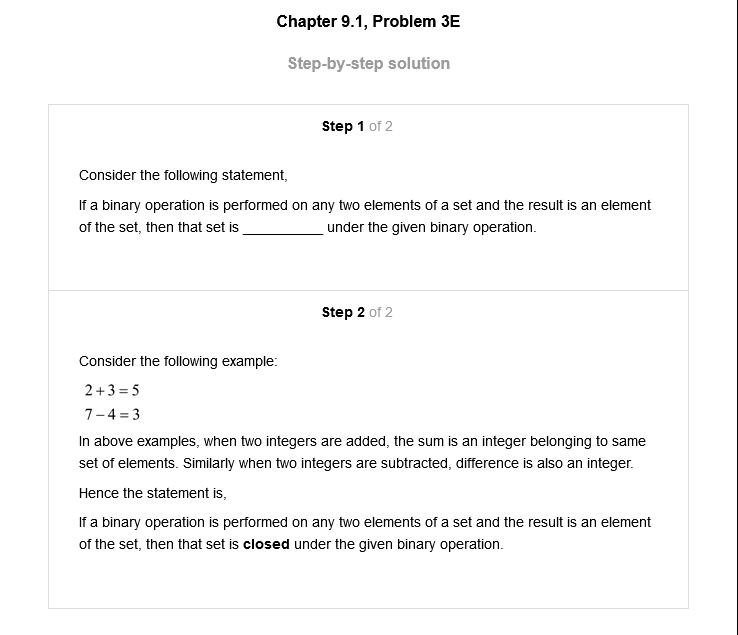 Chapter 9.1, Problem 3E
Step-by-step solution
Step 1 of 2
Consider the following statement,
If a binary operation is performed on any two elements of a set and the result is an element
of the set, then that set is __________ under the given binary operation.
Step 2 of 2
Consider the following example:
2+3=5
7−4=3
In above examples, when two integers are added, the sum is an integer belonging to same
set of elements. Similarly when two integers are subtracted, difference is also an integer.
Hence the statement is,
If a binary operation is performed on any two elements of a set and the result is an element
of the set, then that set is closed under the given binary operation.